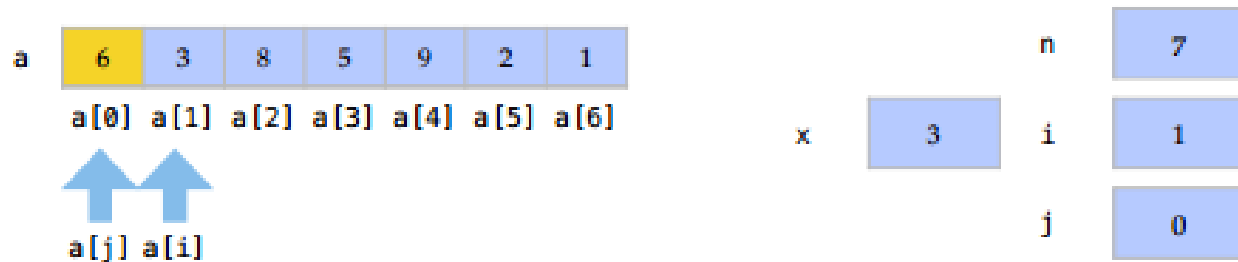 a 6 3 8 5 9 2 1
a[0] a[1] a[2] a[3] a[4] a[5] a[6]
a[j] a[i]
n 7
x 3 i 1
j 0